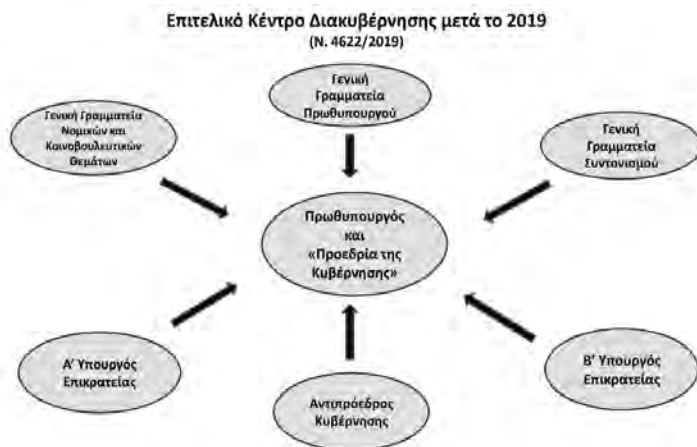 Επιτελικό Κέντρο Διακυβέρνησης μετά το 2019
(Ν. 4622/2019)
Γενική
Γραμματεία
Πρωθυπουργού
Γενική Γραμματεία
Νομικών και
Κοινοβουλευτικών
Θεμάτων
Γενική
Γραμματεία
Συντονισμού
Πρωθυπουργός
και
«Προεδρία της
Κυβέρνησης»
Α' Υπουργός
Επικρατείας
Αντιπρόεδρος
Κυβέρνησης
Β' Υπουργός
Επικρατείας